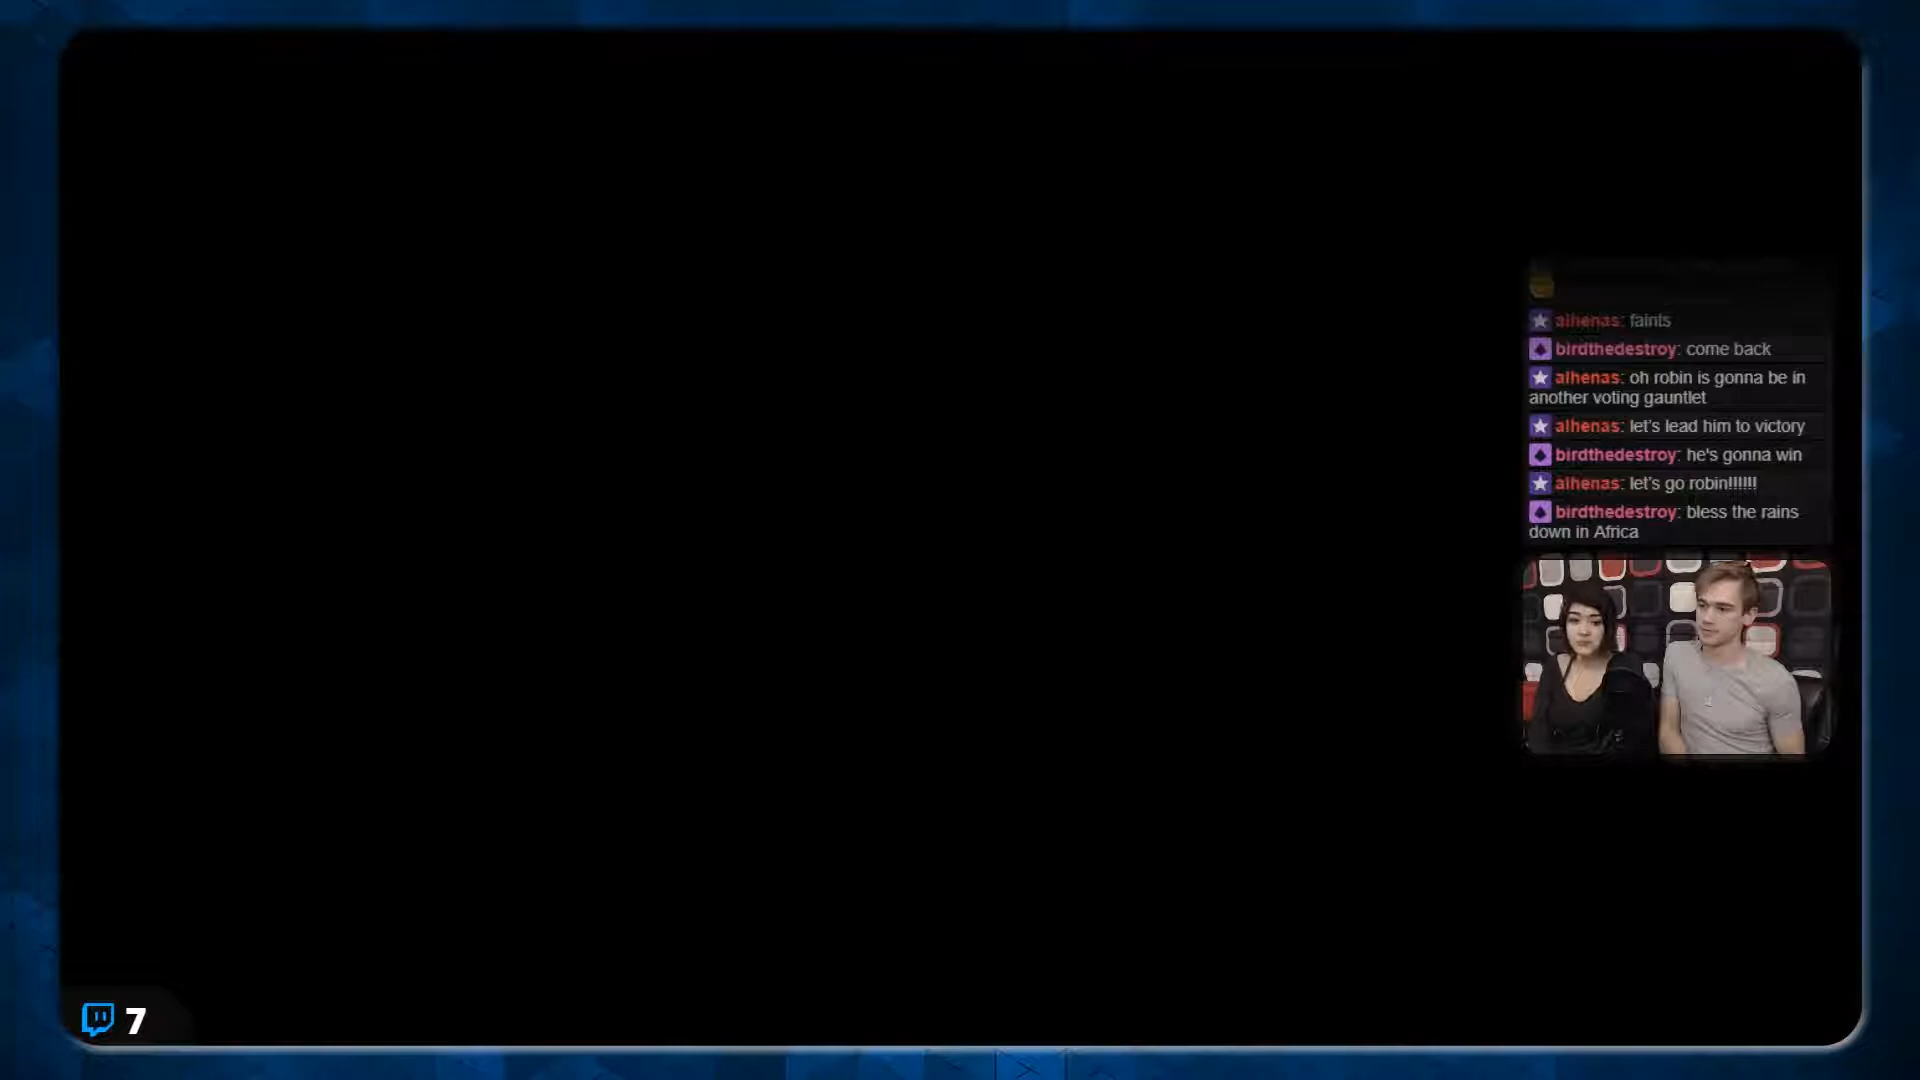 alhenas: faints
birdthedestroy: come back
alhenas: oh robin is gonna be in
another voting gauntlet
alhenas: let's lead him to victory
birdthedestroy: he's gonna win
alhenas: let's go robin!!!!!!
birdthedestroy: bless the rains
down in Africa
7